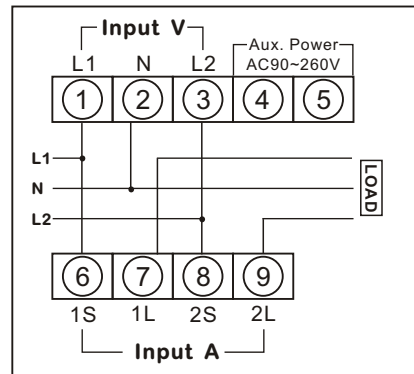 Input V
L1 N L2
Aux. Power
AC90~260V
1 2 3 4 5
L1
N
L2
LOAD
6 7 8 9
1S 1L 2S 2L
Input A